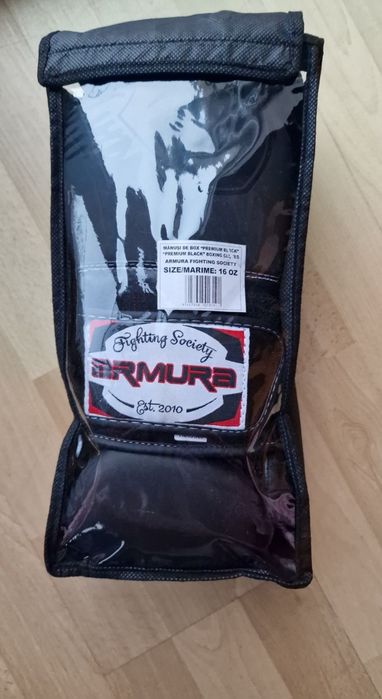 MANUSI DE BOX "PREMIUM BLACK"
"PREMIUM BLACK" BOXING
ARMURA FIGHTING SOCIETY
SIZE/MARIME: 16 OZ
Fighting Society
ARMURA
Est. 2010